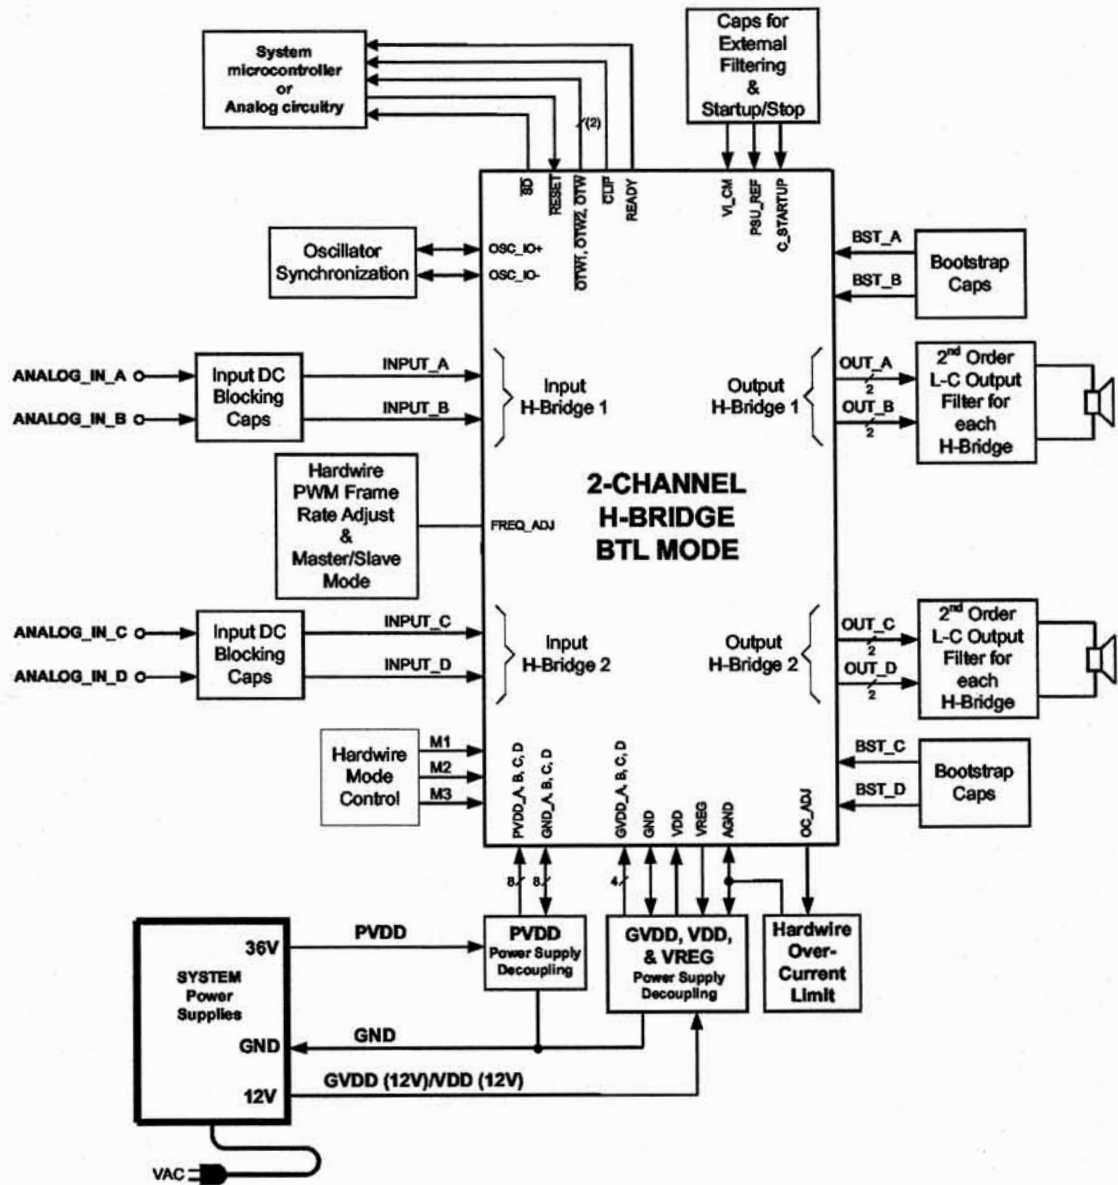 System
microcontroller
or
Analog circuitry
Caps for
External
Filtering
&
Startup/Stop
(2)
SD
RESET
OTW1, OTW2, OTW
CLIP
READY
VI_CM
PSU_REF
C_STARTUP
Oscillator
Synchronization
OSC_IO+
OSC_IO-
BST_A
BST_B
Bootstrap
Caps
ANALOG_IN_A
ANALOG_IN_B
Input DC
Blocking
Caps
INPUT_A
INPUT_B
Input
H-Bridge 1
Output
H-Bridge 1
OUT_A
2
OUT_B
2
2nd Order
L-C Output
Filter for
each
H-Bridge
Hardwire
PWM Frame
Rate Adjust
&
Master/Slave
Mode
FREQ_ADJ
2-CHANNEL
H-BRIDGE
BTL MODE
ANALOG_IN_C
ANALOG_IN_D
Input DC
Blocking
Caps
INPUT_C
INPUT_D
Input
H-Bridge 2
Output
H-Bridge 2
OUT_C
2
OUT_D
2
2nd Order
L-C Output
Filter for
each
H-Bridge
Hardwire
Mode
Control
M1
M2
M3
PVDD_A, B, C, D
GND_A, B, C, D
GVDD_A, B, C, D
GND
VDD
VREG
AGND
OC_ADJ
BST_C
BST_D
Bootstrap
Caps
8
8
4
PVDD
Power Supply
Decoupling
GVDD, VDD,
& VREG
Power Supply
Decoupling
Hardwire
Over-
Current
Limit
SYSTEM
Power
Supplies
36V
GND
12V
PVDD
GND
GVDD (12V)/VDD (12V)
VAC